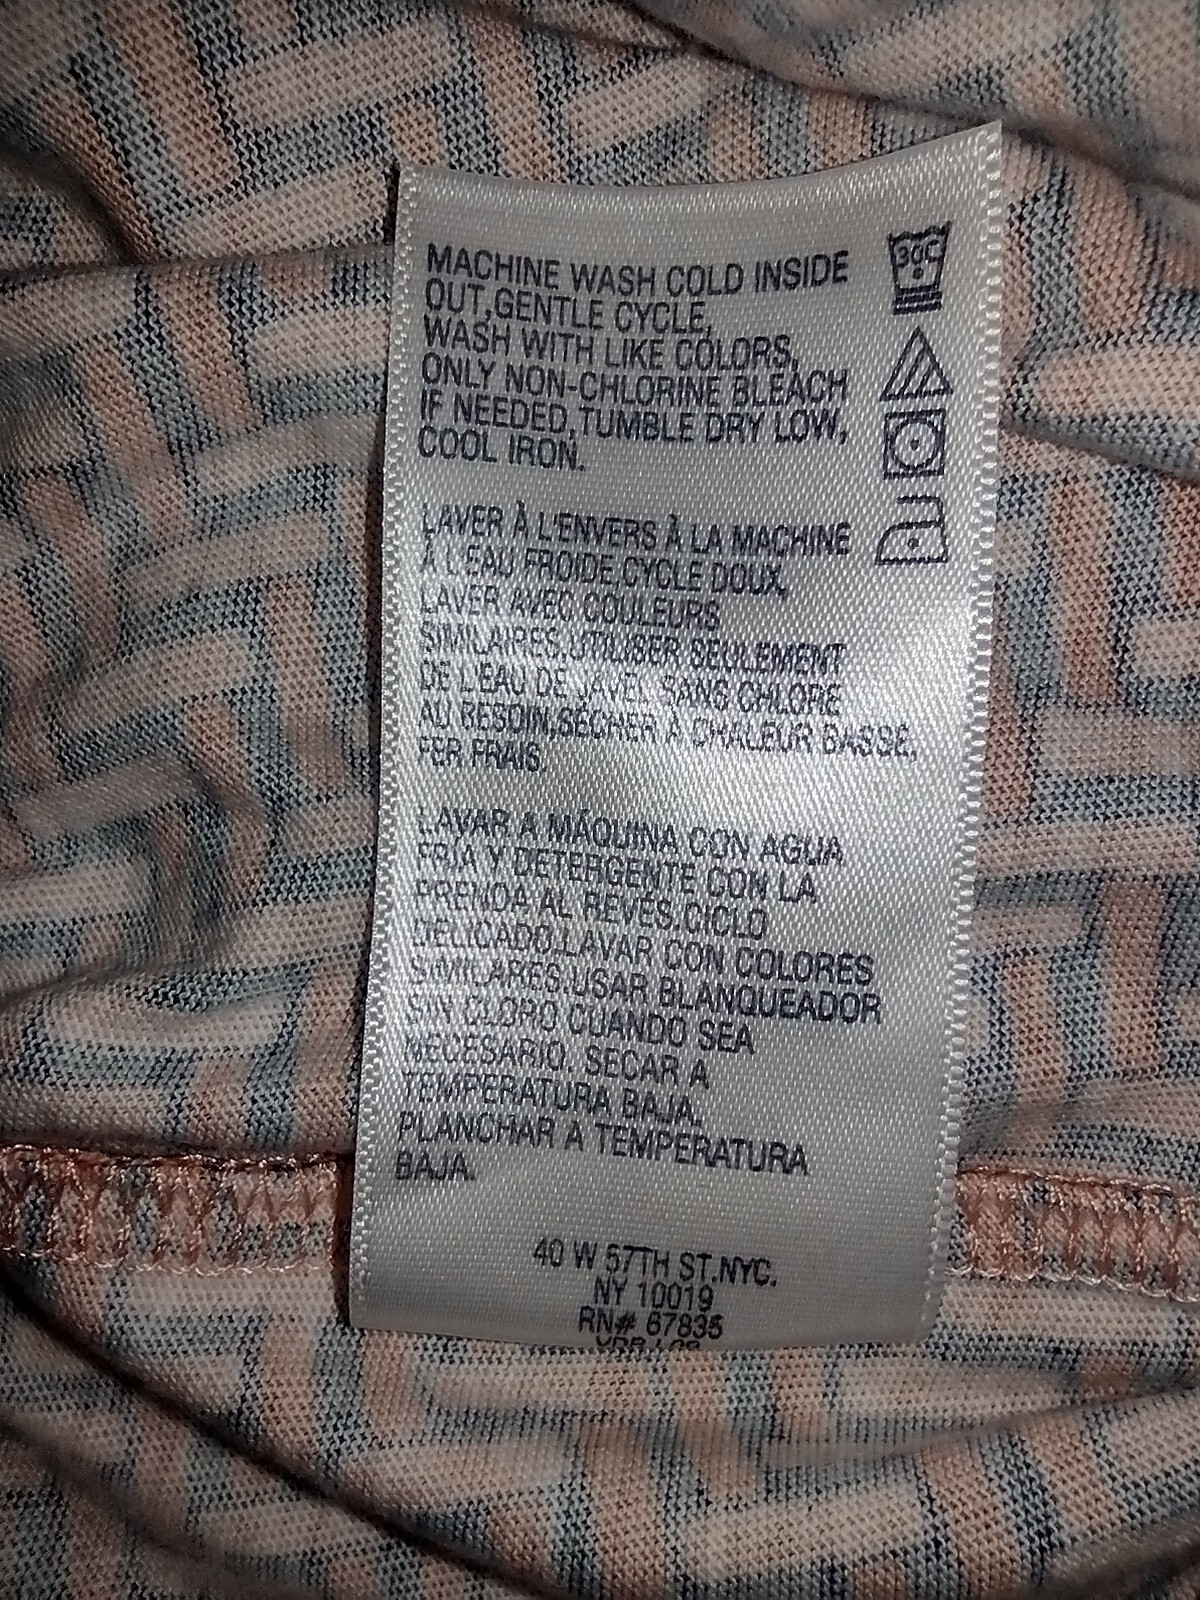 MACHINE WASH COLD INSIDE
OUT,GENTLE CYCLE,
WASH WITH LIKE COLORS,
ONLY NON-CHLORINE BLEACH
IF NEEDED,TUMBLE DRY LOW,
COOL IRON.
30C
LAVER À L'ENVERS À LA MACHINE
À L'EAU FROIDE,CYCLE DOUX,
LAVER AVEC COULEURS
SIMILAIRES,UTILISER SEULEMENT
DE L'EAU DE JAVEL SANS CHLORE
AU BESOIN,SÉCHER À CHALEUR BASSE,
FER FRAIS.
LAVAR A MÁQUINA CON AGUA
FRÍA Y DETERGENTE CON LA
PRENDA AL REVÉS.CICLO
DELICADO.LAVAR CON COLORES
SIMILARES.USAR BLANQUEADOR
SIN CLORO CUANDO SEA
NECESARIO. SECAR A
TEMPERATURA BAJA.
PLANCHAR A TEMPERATURA
BAJA.
40 W 57TH ST.NYC.
NY 10019
RN# 67835